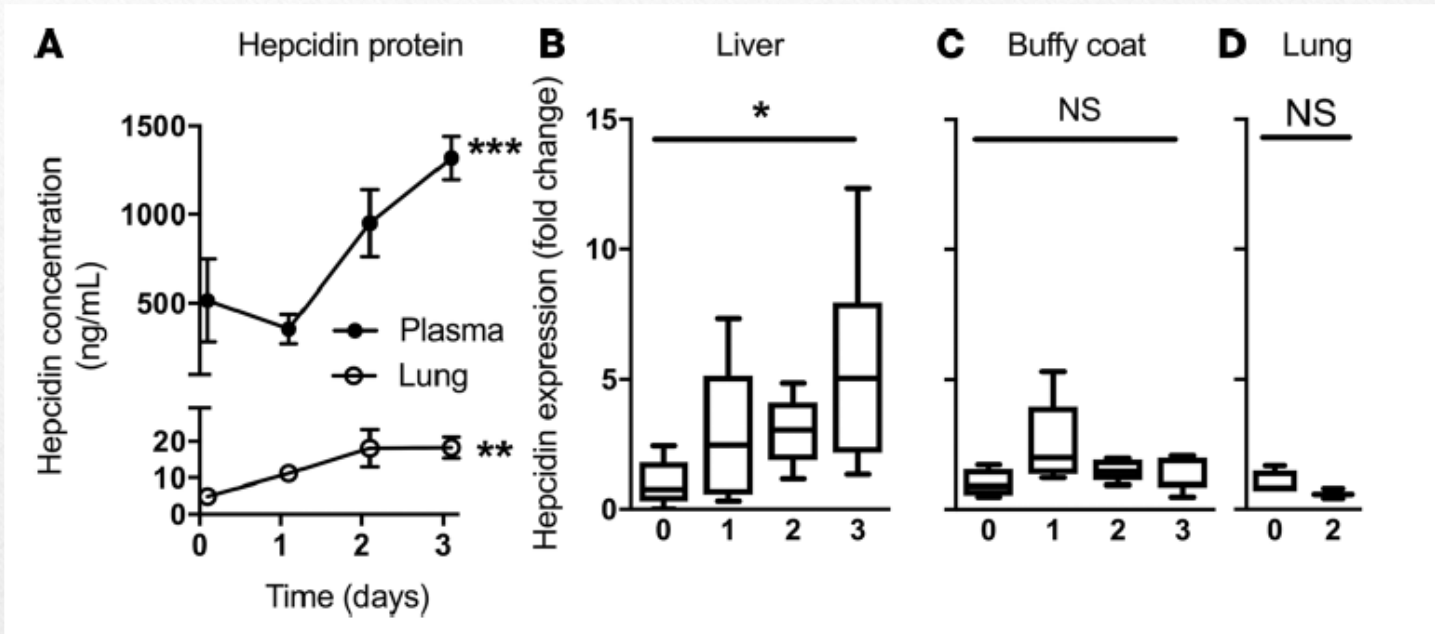 A Hepcidin protein
Hepcidin concentration
(ng/mL)
1500
1000
500
20
10
0
***
Plasma
Lung
**
0 1 2 3
Time (days)
B Liver
Hepcidin expression (fold change)
15
10
5
0
*
0 1 2 3
C Buffy coat
NS
0 1 2 3
D Lung
NS
0 2